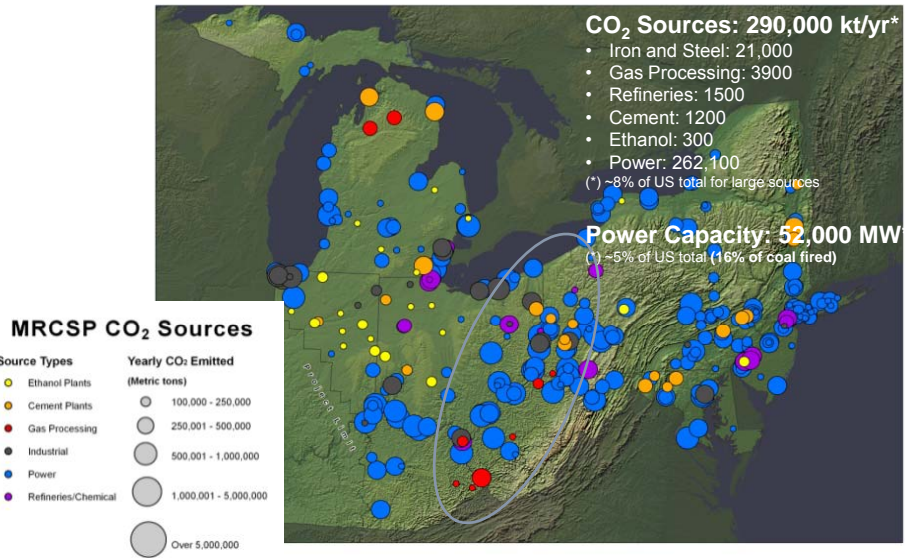 CO₂ Sources: 290,000 kt/yr*
• Iron and Steel: 21,000
• Gas Processing: 3900
• Refineries: 1500
• Cement: 1200
• Ethanol: 300
• Power: 262,100
(*) ~8% of US total for large sources
Power Capacity: 52,000 MW*
(*) ~5% of US total (16% of coal fired)
Project Limit
MRCSP CO₂ Sources
Source Types
Ethanol Plants
Cement Plants
Gas Processing
Industrial
Power
Refineries/Chemical
Yearly CO₂ Emitted
(Metric tons)
100,000 - 250,000
250,001 - 500,000
500,001 - 1,000,000
1,000,001 - 5,000,000
Over 5,000,000